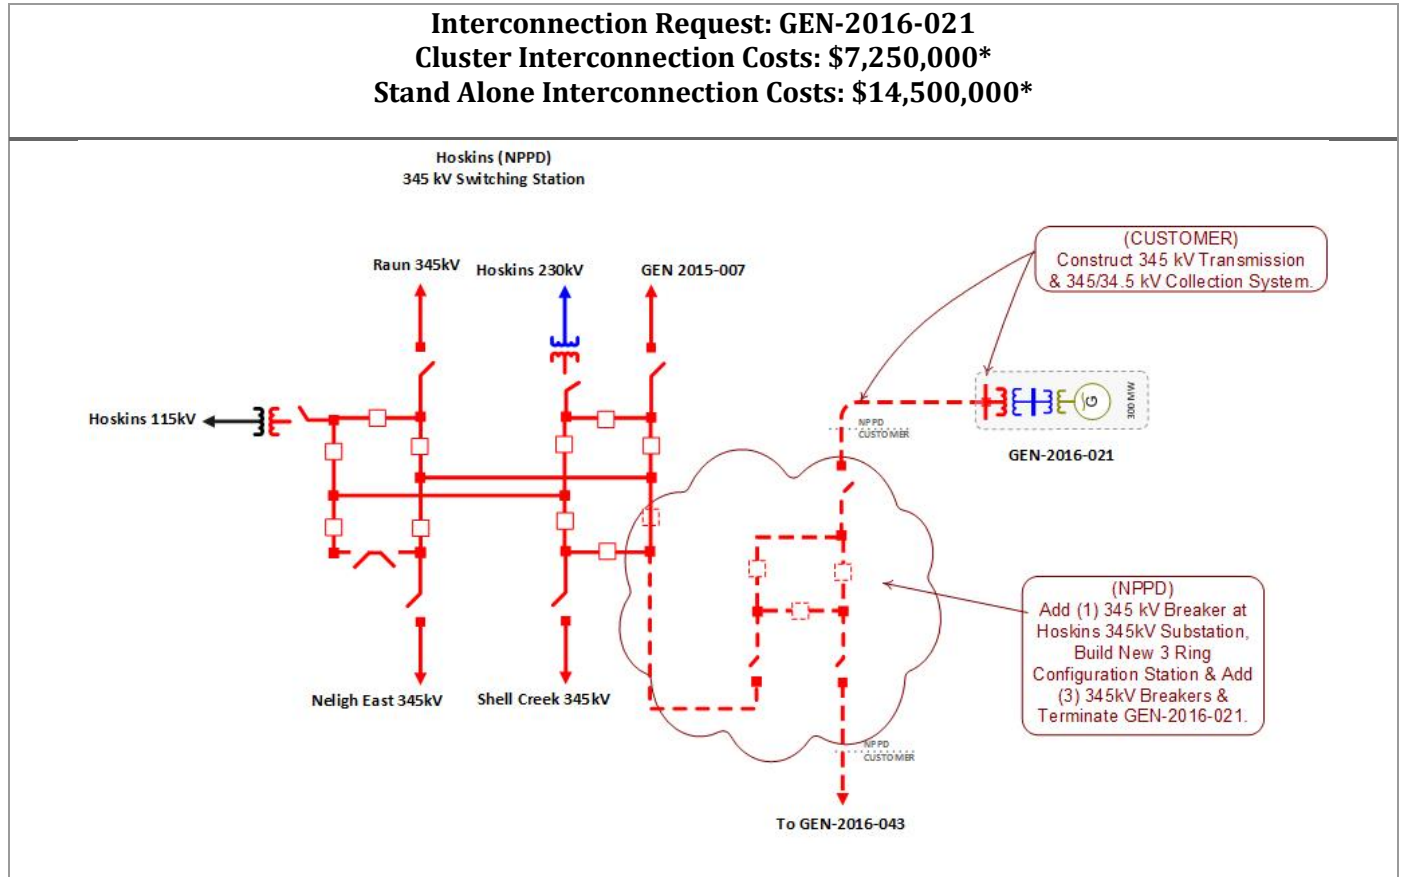 Interconnection Request: GEN-2016-021
Cluster Interconnection Costs: $7,250,000*
Stand Alone Interconnection Costs: $14,500,000*
Hoskins (NPPD)
345 kV Switching Station
Raun 345kV
Hoskins 230kV
GEN 2015-007
(CUSTOMER)
Construct 345 kV Transmission
& 345/34.5 kV Collection System.
Hoskins 115kV
NPPD
CUSTOMER
G
300 MW
GEN-2016-021
(NPPD)
Add (1) 345 kV Breaker at
Hoskins 345kV Substation,
Build New 3 Ring
Configuration Station & Add
(3) 345kV Breakers &
Terminate GEN-2016-021.
Neligh East 345kV
Shell Creek 345kV
NPPD
CUSTOMER
To GEN-2016-043